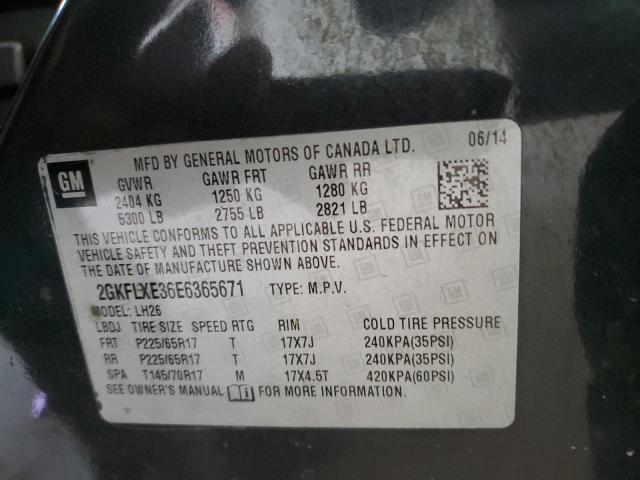 GM
MFD BY GENERAL MOTORS OF CANADA LTD. 06/14
GVWR GAWR FRT GAWR RR
2404 KG 1250 KG 1280 KG
5300 LB 2755 LB 2821 LB
THIS VEHICLE CONFORMS TO ALL APPLICABLE U.S. FEDERAL MOTOR
VEHICLE SAFETY AND THEFT PREVENTION STANDARDS IN EFFECT ON
THE DATE OF MANUFACTURE SHOWN ABOVE.
2GKFLXE36E6365671 TYPE: M.P.V.
MODEL: LH26
LBDJ TIRE SIZE SPEED RTG RIM COLD TIRE PRESSURE
FRT P225/65R17 T 17X7J 240KPA(35PSI)
RR P225/65R17 T 17X7J 240KPA(35PSI)
SPA T145/70R17 M 17X4.5T 420KPA(60PSI)
SEE OWNER'S MANUAL FOR MORE INFORMATION.